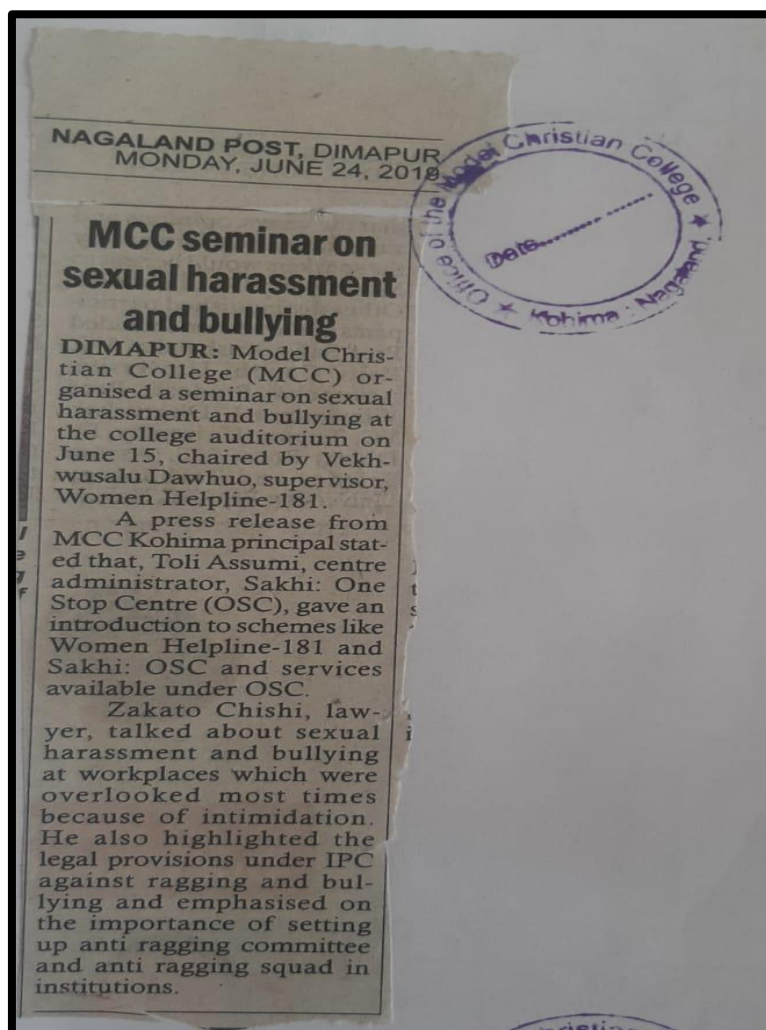 NAGALAND POST, DIMAPUR
MONDAY, JUNE 24, 2019
Office of the Model Christian College ★
Date..................
★ Kohima : Nagaland.
MCC seminar on
sexual harassment
and bullying
DIMAPUR: Model Chris-
tian College (MCC) or-
ganised a seminar on sexual
harassment and bullying at
the college auditorium on
June 15, chaired by Vekh-
wusalu Dawhuo, supervisor,
Women Helpline-181.
A press release from
MCC Kohima principal stat-
ed that, Toli Assumi, centre
administrator, Sakhi: One
Stop Centre (OSC), gave an
introduction to schemes like
Women Helpline-181 and
Sakhi: OSC and services
available under OSC.
Zakato Chishi, law-
yer, talked about sexual
harassment and bullying
at workplaces which were
overlooked most times
because of intimidation.
He also highlighted the
legal provisions under IPC
against ragging and bul-
lying and emphasised on
the importance of setting
up anti ragging committee
and anti ragging squad in
institutions.